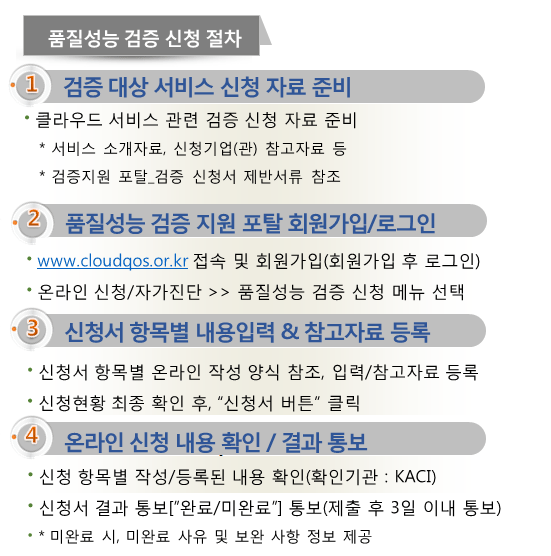 품질성능 검증 신청 절차
1 검증 대상 서비스 신청 자료 준비
• 클라우드 서비스 관련 검증 신청 자료 준비
* 서비스 소개자료, 신청기업(관) 참고자료 등
* 검증지원 포탈_검증 신청서 제반서류 참조
2 품질성능 검증 지원 포탈 회원가입/로그인
• www.cloudqos.or.kr 접속 및 회원가입(회원가입 후 로그인)
• 온라인 신청/자가진단 >> 품질성능 검증 신청 메뉴 선택
3 신청서 항목별 내용입력 & 참고자료 등록
• 신청서 항목별 온라인 작성 양식 참조, 입력/참고자료 등록
• 신청현황 최종 확인 후, “신청서 버튼” 클릭
4 온라인 신청 내용 확인 / 결과 통보
• 신청 항목별 작성/등록된 내용 확인(확인기관 : KACI)
• 신청서 결과 통보[”완료/미완료”] 통보(제출 후 3일 이내 통보)
• * 미완료 시, 미완료 사유 및 보완 사항 정보 제공